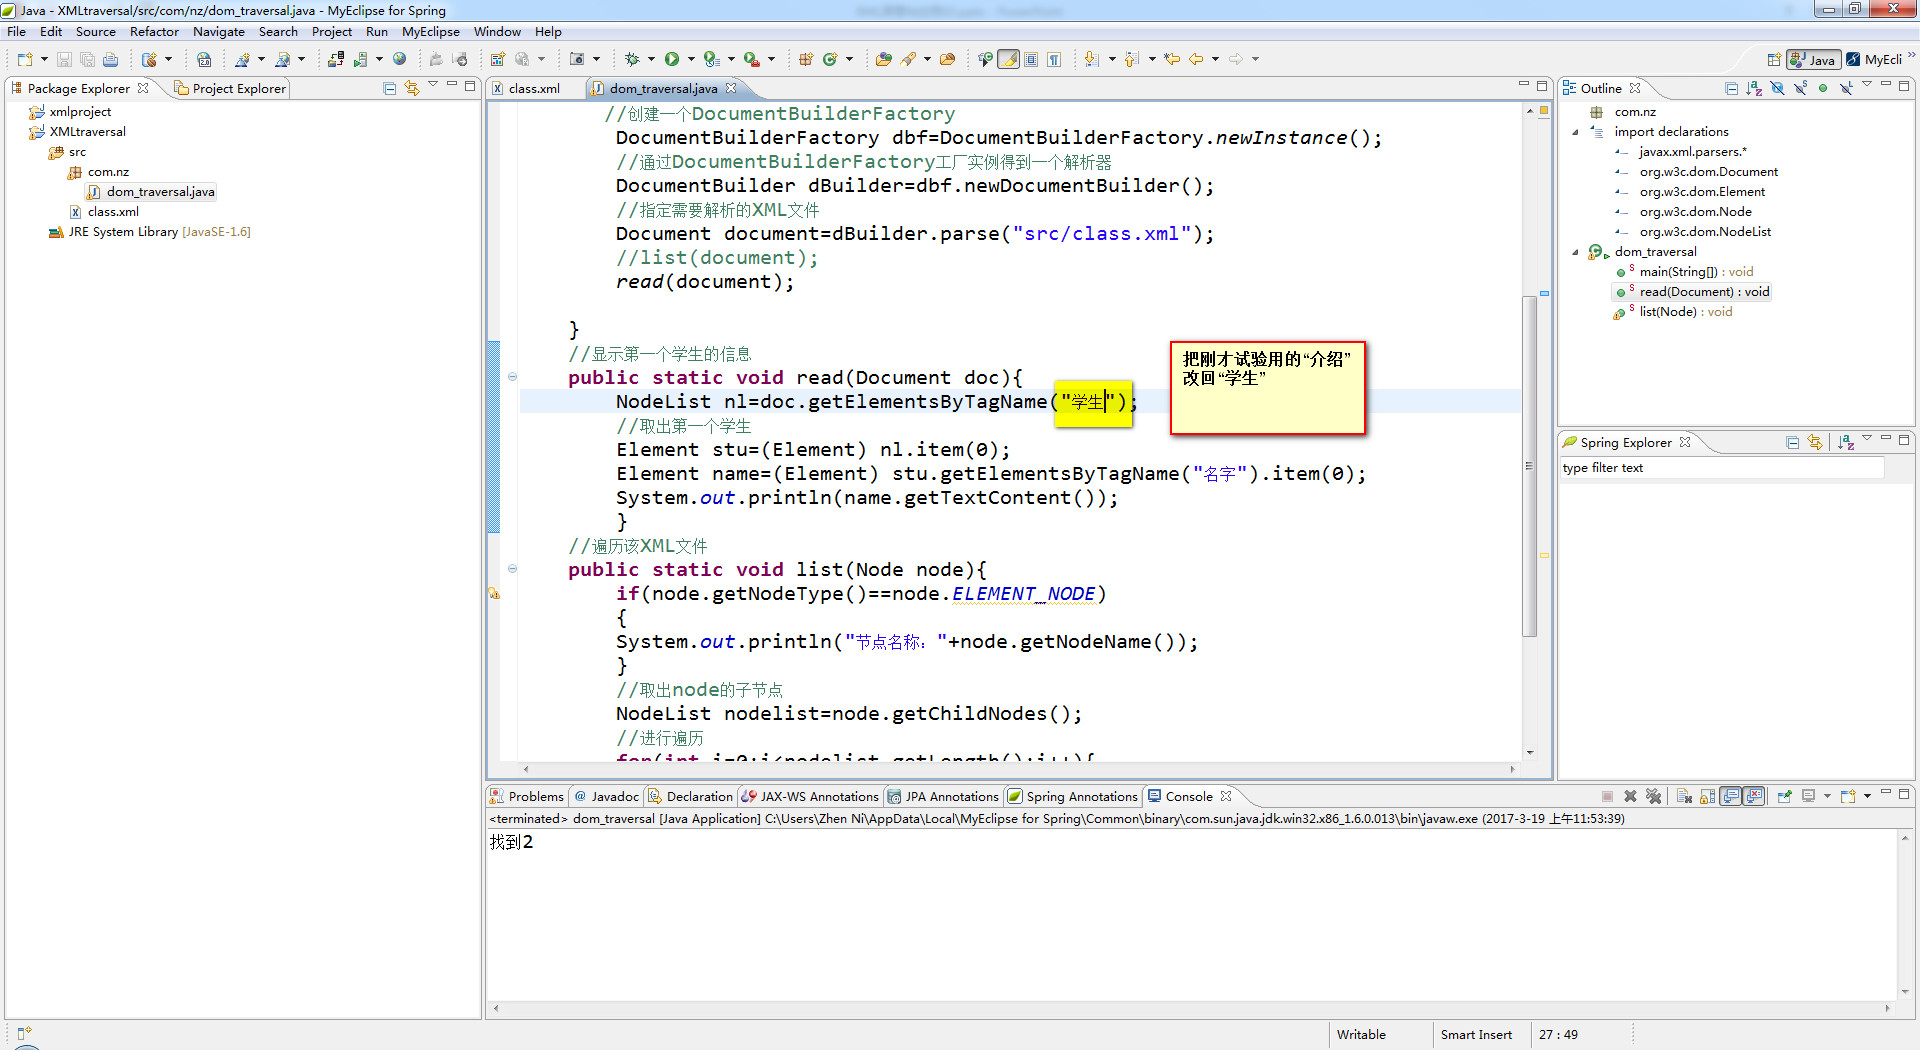 Java - XMLtraversal/src/com/nz/dom_traversal.java - MyEclipse for Spring
File Edit Source Refactor Navigate Search Project Run MyEclipse Window Help
Java
MyEcli
Package Explorer
Project Explorer
xmlproject
XMLtraversal
src
com.nz
dom_traversal.java
class.xml
JRE System Library [JavaSE-1.6]
class.xml
dom_traversal.java
//创建一个DocumentBuilderFactory
DocumentBuilderFactory dbf=DocumentBuilderFactory.newInstance();
//通过DocumentBuilderFactory工厂实例得到一个解析器
DocumentBuilder dBuilder=dbf.newDocumentBuilder();
//指定需要解析的XML文件
Document document=dBuilder.parse("src/class.xml");
//list(document);
read(document);
}
//显示第一个学生的信息
public static void read(Document doc){
NodeList nl=doc.getElementsByTagName("学生");
//取出第一个学生
Element stu=(Element) nl.item(0);
Element name=(Element) stu.getElementsByTagName("名字").item(0);
System.out.println(name.getTextContent());
}
//遍历该XML文件
public static void list(Node node){
if(node.getNodeType()==node.ELEMENT_NODE)
{
System.out.println("节点名称："+node.getNodeName());
}
//取出node的子节点
NodeList nodelist=node.getChildNodes();
//进行遍历
for(int i=0;i<nodelist.getLength();i++){
把刚才试验用的“介绍”
改回“学生”
Outline
com.nz
import declarations
javax.xml.parsers.*
org.w3c.dom.Document
org.w3c.dom.Element
org.w3c.dom.Node
org.w3c.dom.NodeList
dom_traversal
main(String[]) : void
read(Document) : void
list(Node) : void
Spring Explorer
type filter text
Problems
Javadoc
Declaration
JAX-WS Annotations
JPA Annotations
Spring Annotations
Console
<terminated> dom_traversal [Java Application] C:\Users\Zhen Ni\AppData\Local\MyEclipse for Spring\Common\binary\com.sun.java.jdk.win32.x86_1.6.0.013\bin\javaw.exe (2017-3-19 上午11:53:39)
找到2
Writable
Smart Insert
27 : 49